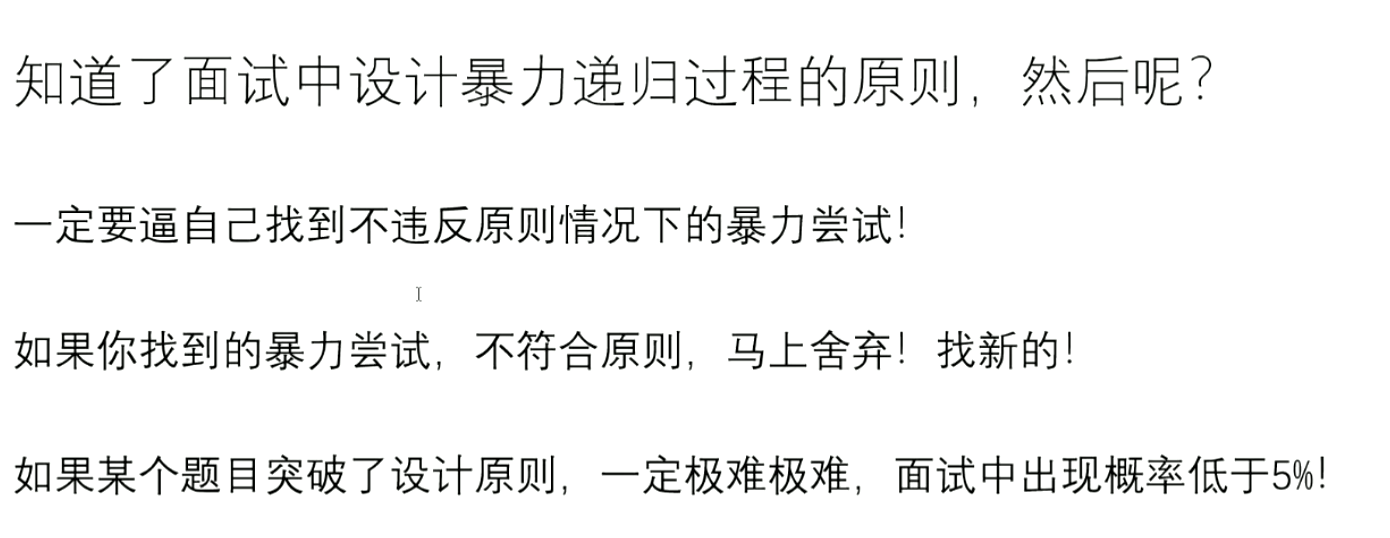 知道了面试中设计暴力递归过程的原则，然后呢？
一定要逼自己找到不违反原则情况下的暴力尝试！
如果你找到的暴力尝试，不符合原则，马上舍弃！找新的！
如果某个题目突破了设计原则，一定极难极难，面试中出现概率低于5%！